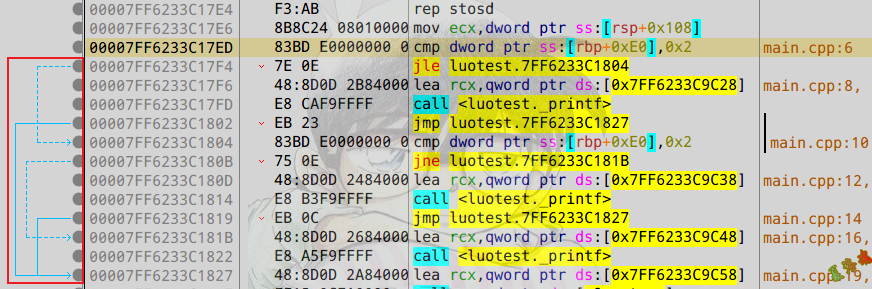 00007FF6233C17E4 F3:AB rep stosd
00007FF6233C17E6 8B8C24 08010000 mov ecx,dword ptr ss:[rsp+0x108]
00007FF6233C17ED 83BD E0000000 0 cmp dword ptr ss:[rbp+0xE0],0x2 main.cpp:6
00007FF6233C17F4 7E 0E jle luotest.7FF6233C1804
00007FF6233C17F6 48:8D0D 2B84000 lea rcx,qword ptr ds:[0x7FF6233C9C28] main.cpp:8,
00007FF6233C17FD E8 CAF9FFFF call <luotest._printf>
00007FF6233C1802 EB 23 jmp luotest.7FF6233C1827
00007FF6233C1804 83BD E0000000 0 cmp dword ptr ss:[rbp+0xE0],0x2 main.cpp:10
00007FF6233C180B 75 0E jne luotest.7FF6233C181B
00007FF6233C180D 48:8D0D 2484000 lea rcx,qword ptr ds:[0x7FF6233C9C38] main.cpp:12,
00007FF6233C1814 E8 B3F9FFFF call <luotest._printf>
00007FF6233C1819 EB 0C jmp luotest.7FF6233C1827 main.cpp:14
00007FF6233C181B 48:8D0D 2684000 lea rcx,qword ptr ds:[0x7FF6233C9C48] main.cpp:16,
00007FF6233C1822 E8 A5F9FFFF call <luotest._printf>
00007FF6233C1827 48:8D0D 2A84000 lea rcx,qword ptr ds:[0x7FF6233C9C58] main.cpp:19,